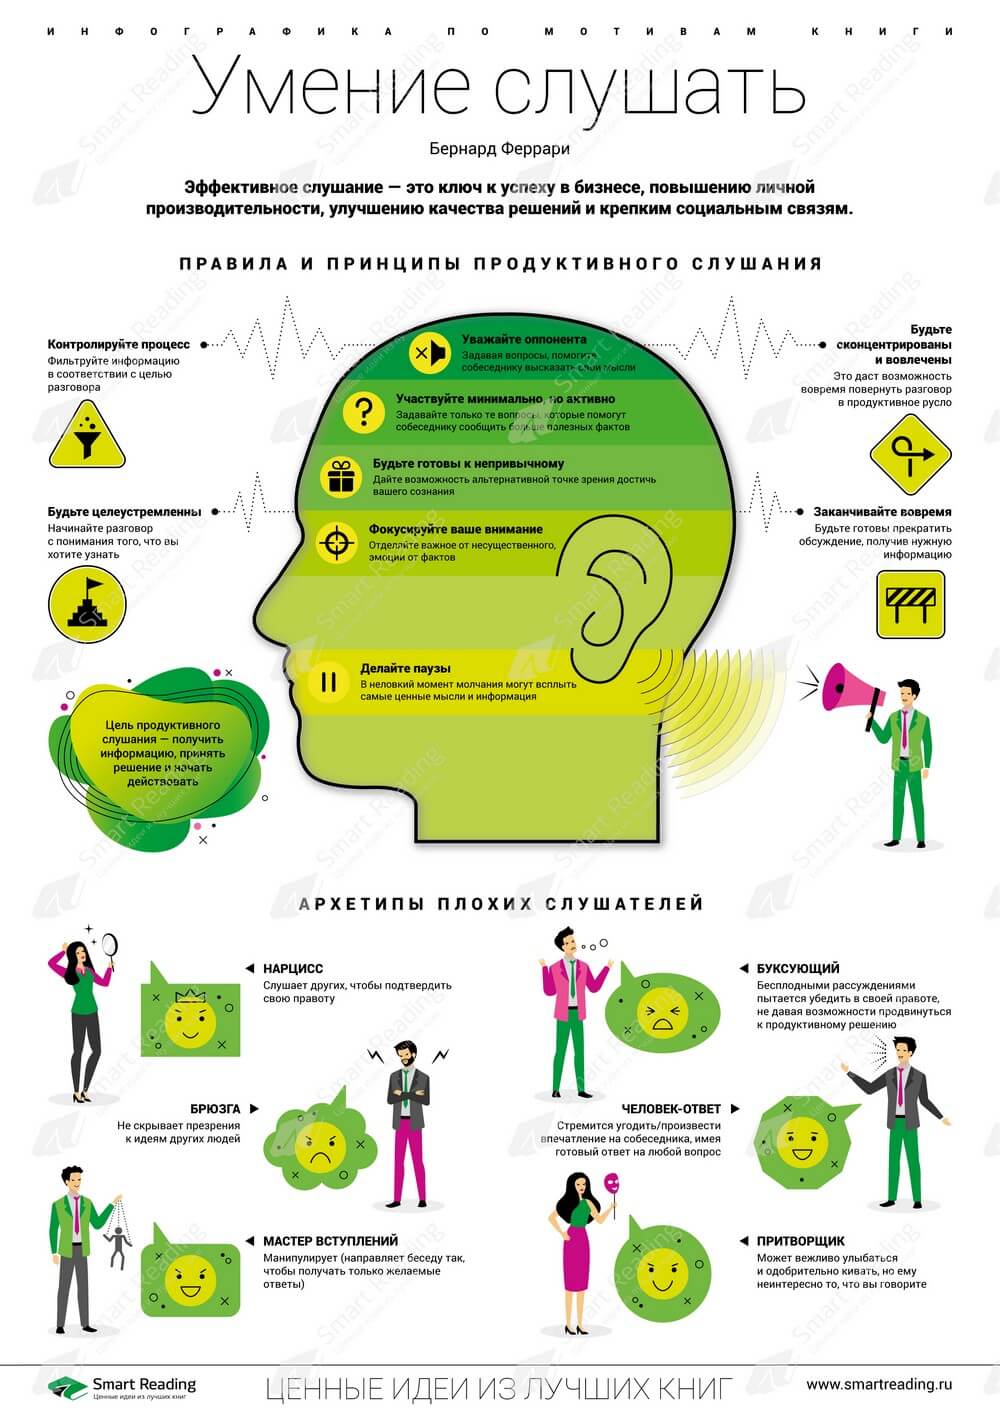 ИНФОГРАФИКА ПО МОТИВАМ КНИГИ
Умение слушать
Бернард Феррари
Эффективное слушание — это ключ к успеху в бизнесе, повышению личной
производительности, улучшению качества решений и крепким социальным связям.
ПРАВИЛА И ПРИНЦИПЫ ПРОДУКТИВНОГО СЛУШАНИЯ
Контролируйте процесс
Фильтруйте информацию
в соответствии с целью
разговора
Будьте целеустремленны
Начинайте разговор
с понимания того, что вы
хотите узнать
Уважайте оппонента
Задавая вопросы, помогите
собеседнику высказать свои мысли
Участвуйте минимально, но активно
Задавайте только те вопросы, которые помогут
собеседнику сообщить больше полезных фактов
Будьте готовы к непривычному
Дайте возможность альтернативной точке зрения достичь
вашего сознания
Фокусируйте ваше внимание
Отделяйте важное от несущественного,
эмоции от фактов
Делайте паузы
В неловкий момент молчания могут всплыть
самые ценные мысли и информация
Будьте
сконцентрированы
и вовлечены
Это даст возможность
вовремя повернуть разговор
в продуктивное русло
Заканчивайте вовремя
Будьте готовы прекратить
обсуждение, получив нужную
информацию
Цель продуктивного
слушания — получить
информацию, принять
решение и начать
действовать
АРХЕТИПЫ ПЛОХИХ СЛУШАТЕЛЕЙ
НАРЦИСС
Слушает других, чтобы подтвердить
свою правоту
БУКСУЮЩИЙ
Бесплодными рассуждениями
пытается убедить в своей правоте,
не давая возможности продвинуться
к продуктивному решению
БРЮЗГА
Не скрывает презрения
к идеям других людей
ЧЕЛОВЕК-ОТВЕТ
Стремится угодить/произвести
впечатление на собеседника, имея
готовый ответ на любой вопрос
МАСТЕР ВСТУПЛЕНИЙ
Манипулирует (направляет беседу так,
чтобы получать только желаемые
ответы)
ПРИТВОРЩИК
Может вежливо улыбаться
и одобрительно кивать, но ему
неинтересно то, что вы говорите
Smart Reading
Ценные идеи из лучших книг
ЦЕННЫЕ ИДЕИ ИЗ ЛУЧШИХ КНИГ
www.smartreading.ru